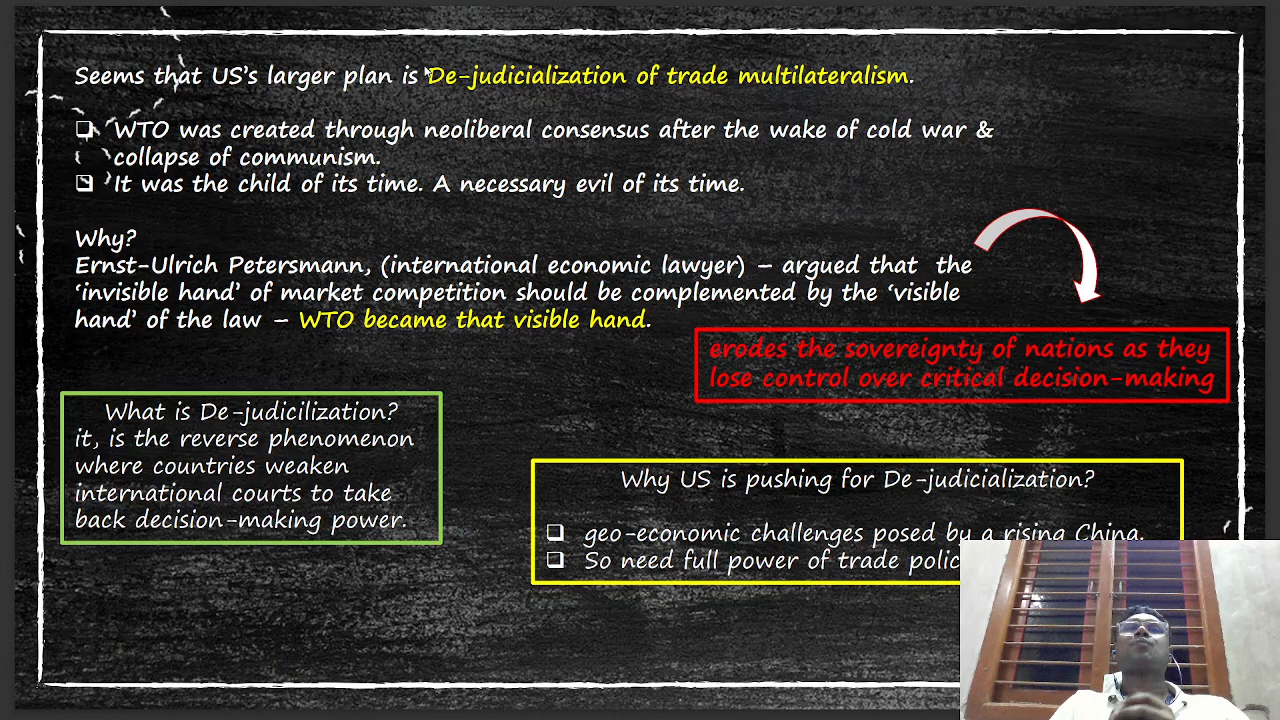 Seems that US's larger plan is De-judicialization of trade multilateralism.
WTO was created through neoliberal consensus after the wake of cold war &
collapse of communism.
It was the child of its time. A necessary evil of its time.
Why?
Ernst-Ulrich Petersmann, (international economic lawyer) – argued that the
'invisible hand' of market competition should be complemented by the 'visible
hand' of the law – WTO became that visible hand.
erodes the sovereignty of nations as they
lose control over critical decision-making
What is De-judicilization?
it, is the reverse phenomenon
where countries weaken
international courts to take
back decision-making power.
Why US is pushing for De-judicialization?
geo-economic challenges posed by a rising China.
So need full power of trade polic